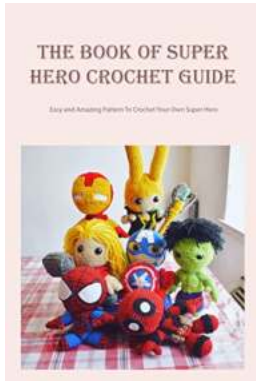 THE BOOK OF SUPER
HERO CROCHET GUIDE
Easy and Amazing Pattern To Crochet Your Own Super Hero